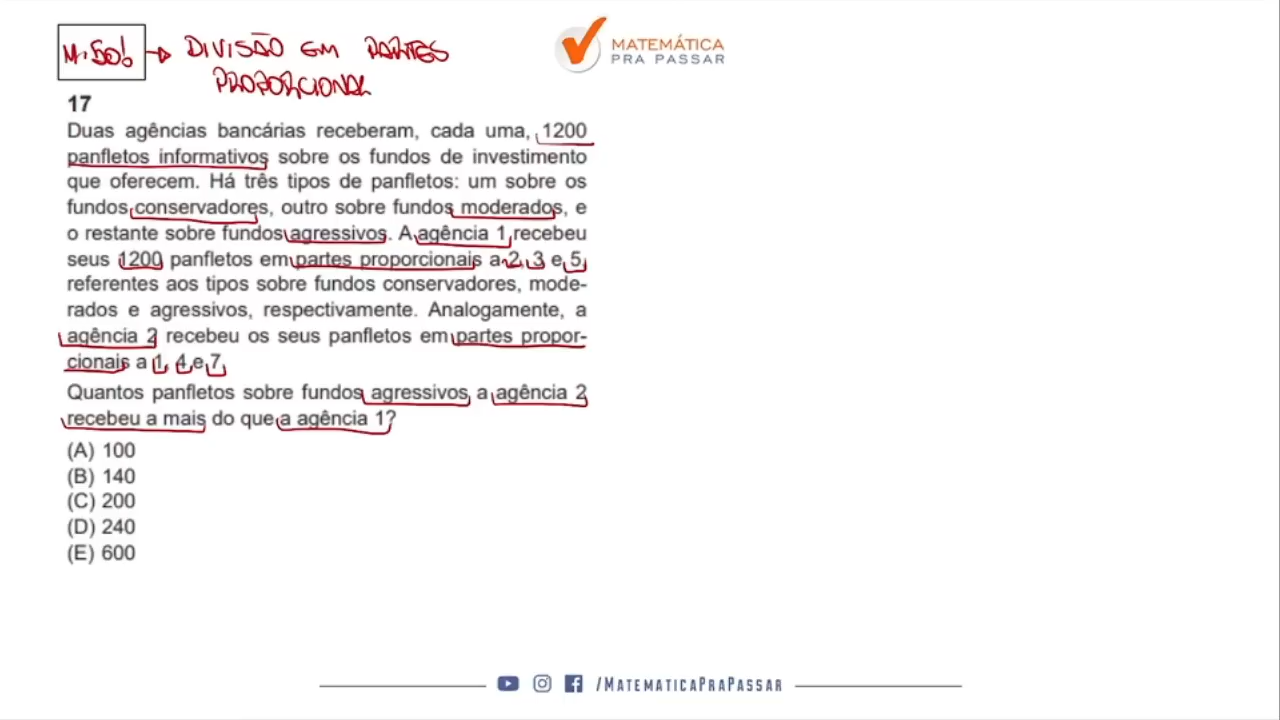 M.50! → DIVISÃO EM PARTES
PROPORCIONAL
MATEMÁTICA
PRA PASSAR
17
Duas agências bancárias receberam, cada uma, 1200
panfletos informativos sobre os fundos de investimento
que oferecem. Há três tipos de panfletos: um sobre os
fundos conservadores, outro sobre fundos moderados, e
o restante sobre fundos agressivos. A agência 1 recebeu
seus 1200 panfletos em partes proporcionais a 2, 3 e 5,
referentes aos tipos sobre fundos conservadores, mode-
rados e agressivos, respectivamente. Analogamente, a
agência 2 recebeu os seus panfletos em partes propor-
cionais a 1, 4 e 7.
Quantos panfletos sobre fundos agressivos a agência 2
recebeu a mais do que a agência 1?
(A) 100
(B) 140
(C) 200
(D) 240
(E) 600
/MATEMATICAPRAPASSAR